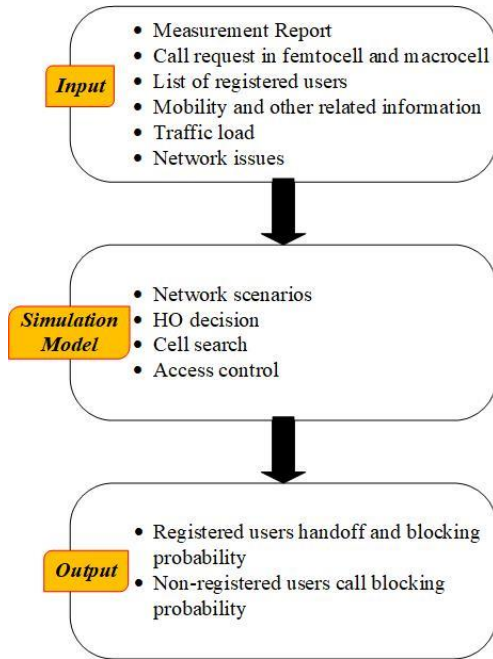 Input
• Measurement Report
• Call request in femtocell and macrocell
• List of registered users
• Mobility and other related information
• Traffic load
• Network issues
Simulation
Model
• Network scenarios
• HO decision
• Cell search
• Access control
Output
• Registered users handoff and blocking
probability
• Non-registered users call blocking
probability